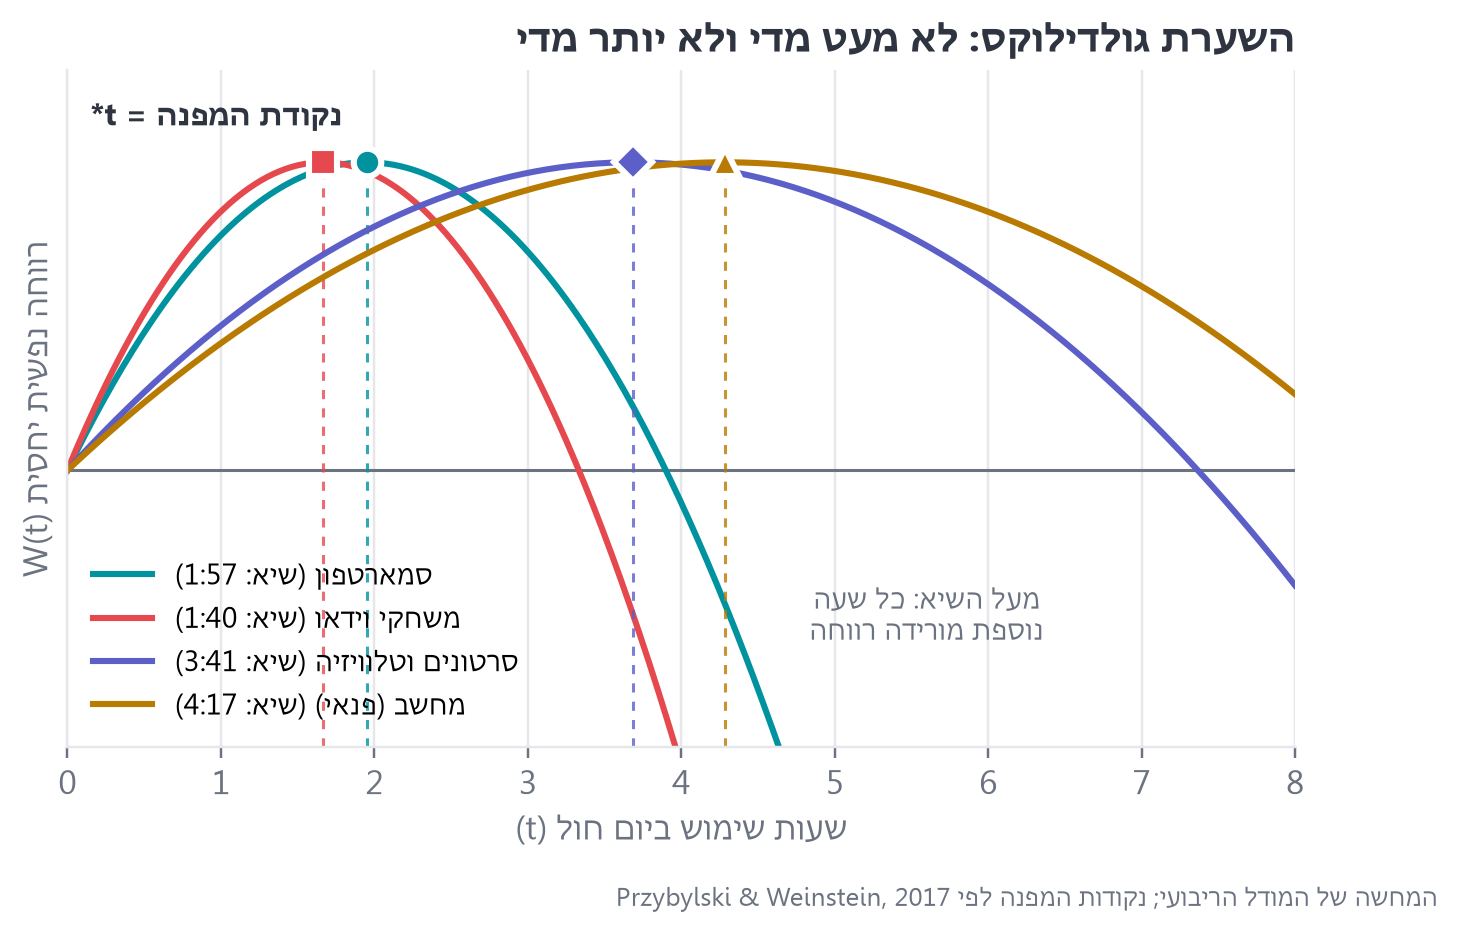 השערת גולדילוקס: לא מעט מדי ולא יותר מדי
נקודת המפנה = t*
רווחה נפשית יחסית W(t)
סמארטפון (שיא: 1:57)
משחקי וידאו (שיא: 1:40)
סרטונים וטלוויזיה (שיא: 3:41)
מחשב (פנאי) (שיא: 4:17)
מעל השיא: כל שעה
נוספת מורידה רווחה
0 1 2 3 4 5 6 7 8
שעות שימוש ביום חול (t)
המחשה של המודל הריבועי; נקודות המפנה לפי Przybylski & Weinstein, 2017